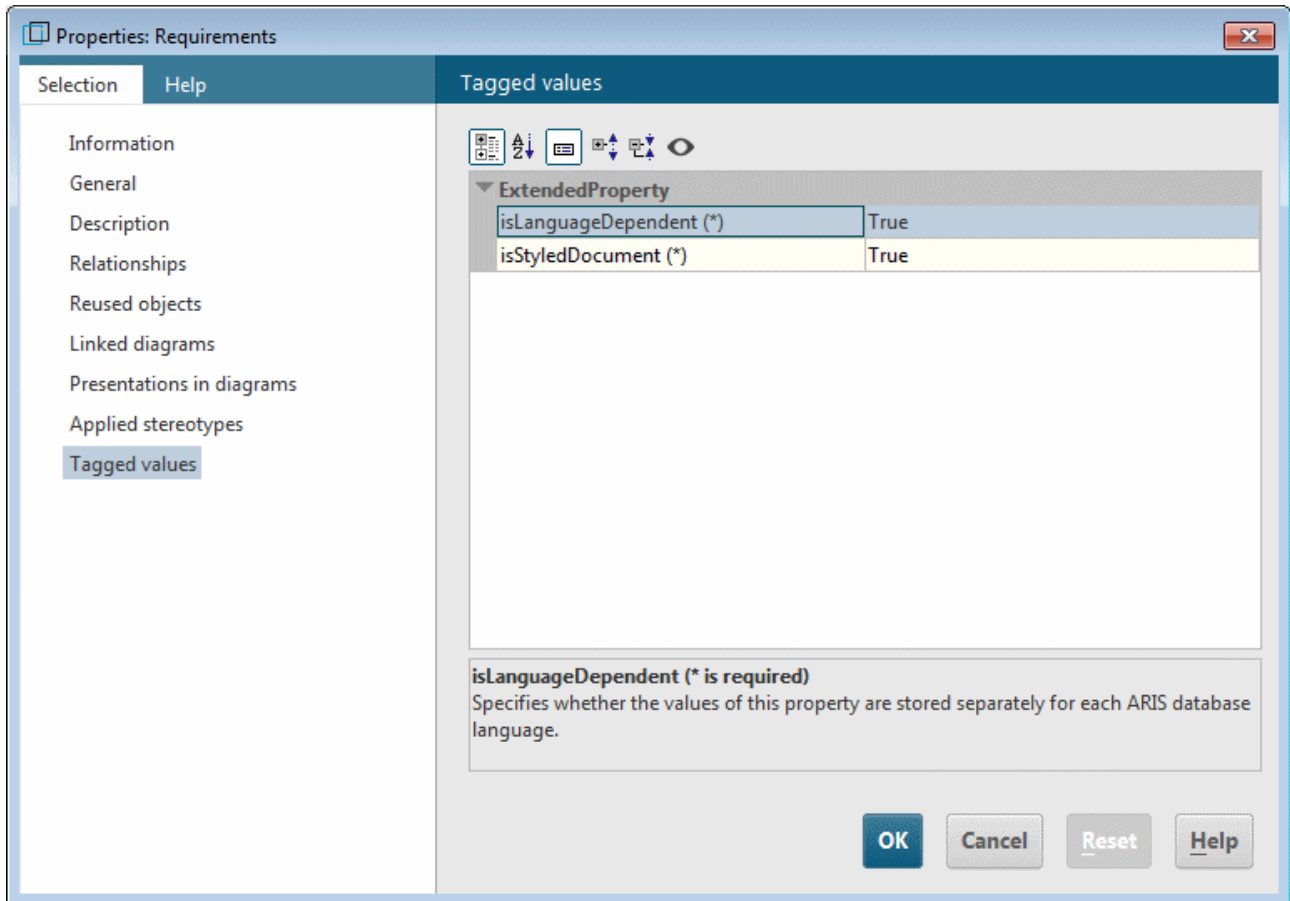 Properties: Requirements
Selection Help
Tagged values
Information
General
Description
Relationships
Reused objects
Linked diagrams
Presentations in diagrams
Applied stereotypes
Tagged values
ExtendedProperty
isLanguageDependent (*) True
isStyledDocument (*) True
isLanguageDependent (* is required)
Specifies whether the values of this property are stored separately for each ARIS database
language.
OK Cancel Reset Help